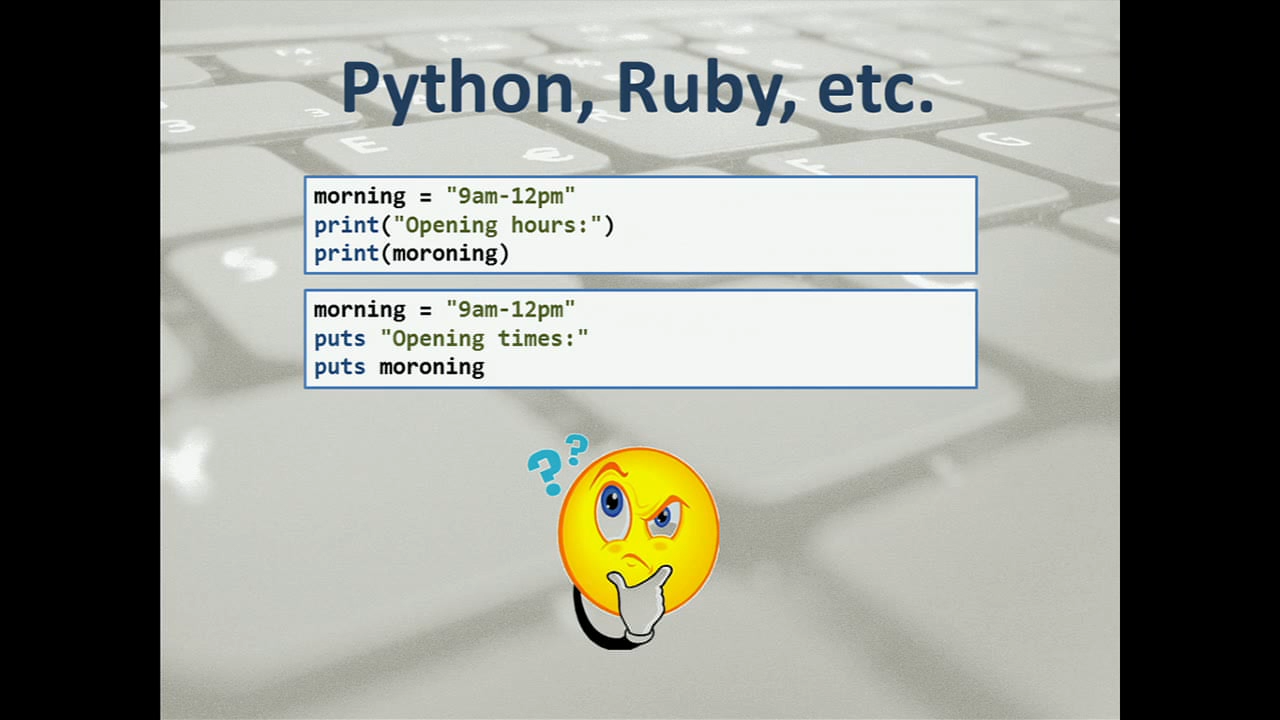 Python, Ruby, etc.
morning = "9am-12pm"
print("Opening hours:")
print(moroning)
morning = "9am-12pm"
puts "Opening times:"
puts moroning
??